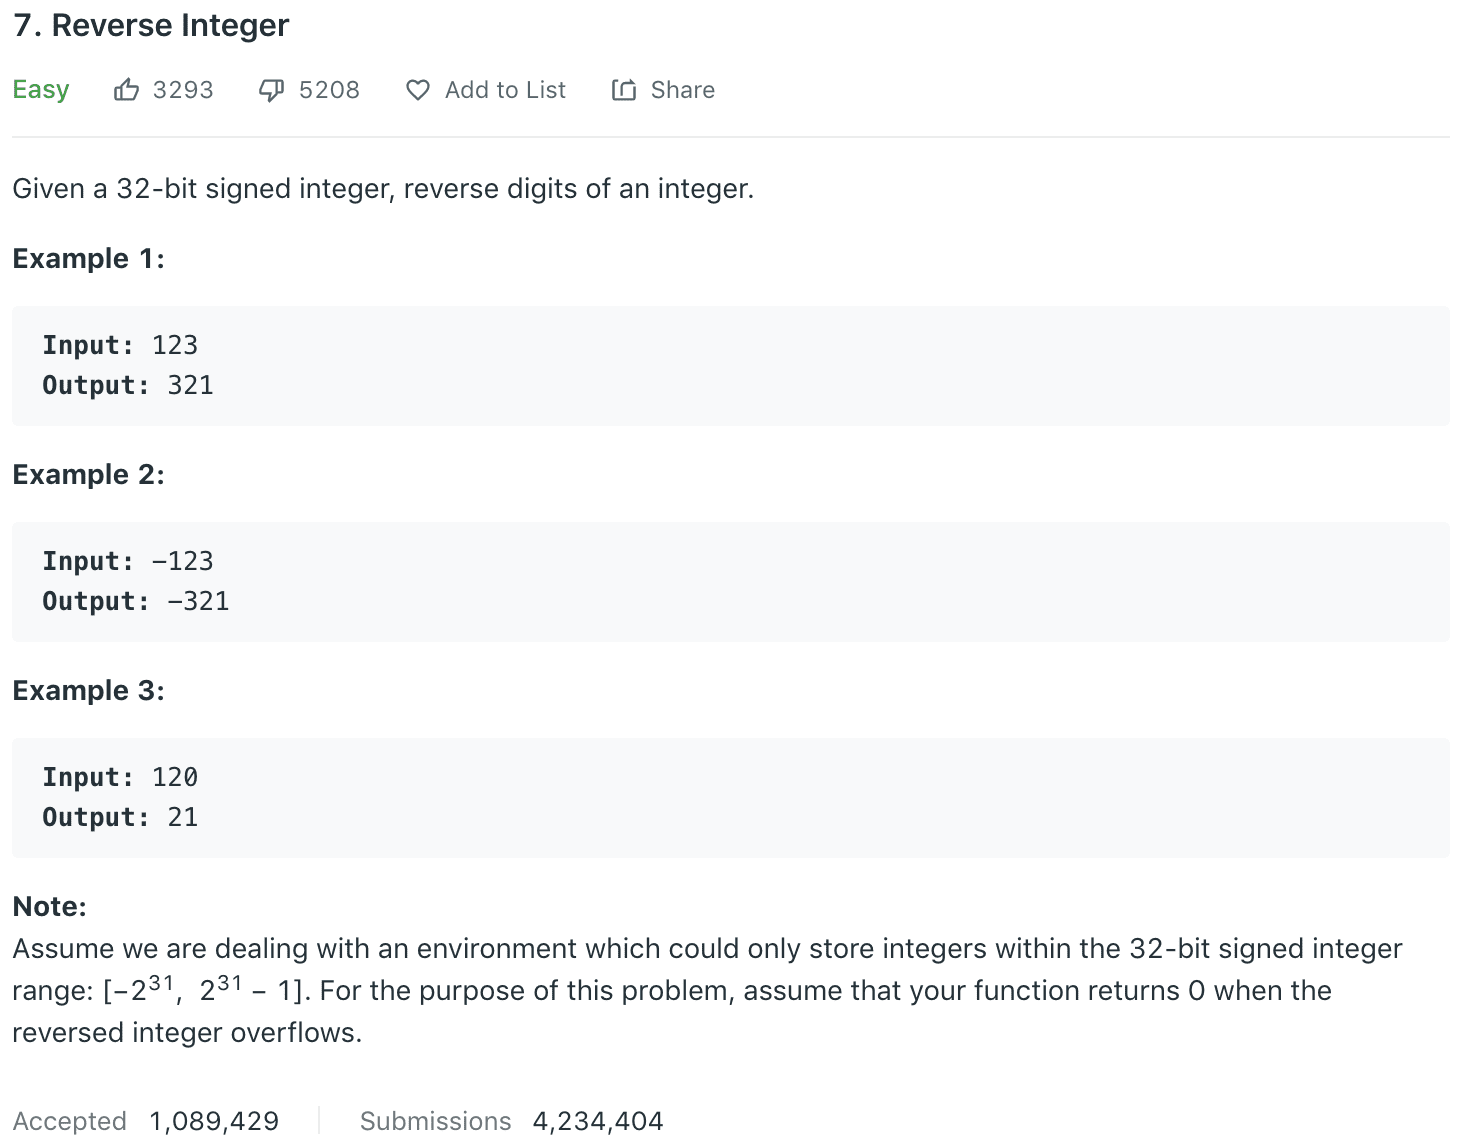 7. Reverse Integer
Easy 3293 5208 Add to List Share
Given a 32-bit signed integer, reverse digits of an integer.
Example 1:
Input: 123
Output: 321
Example 2:
Input: -123
Output: -321
Example 3:
Input: 120
Output: 21
Note:
Assume we are dealing with an environment which could only store integers within the 32-bit signed integer
range: [−2³¹, 2³¹ − 1]. For the purpose of this problem, assume that your function returns 0 when the
reversed integer overflows.
Accepted 1,089,429 Submissions 4,234,404